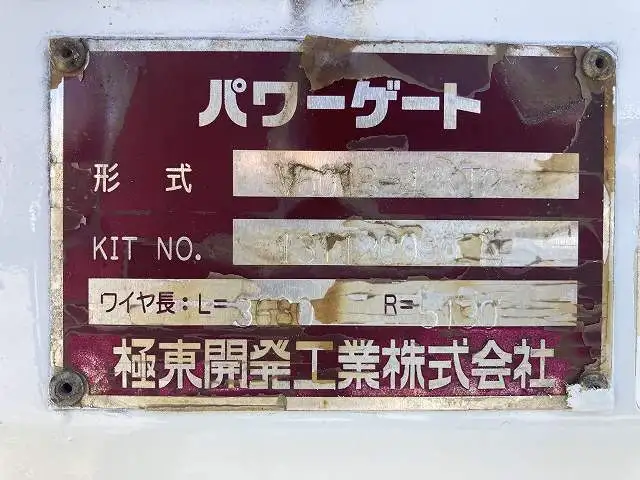 パワーゲート
形 式
KIT NO.
ワイヤ長:L= R=5130
極東開発工業株式会社